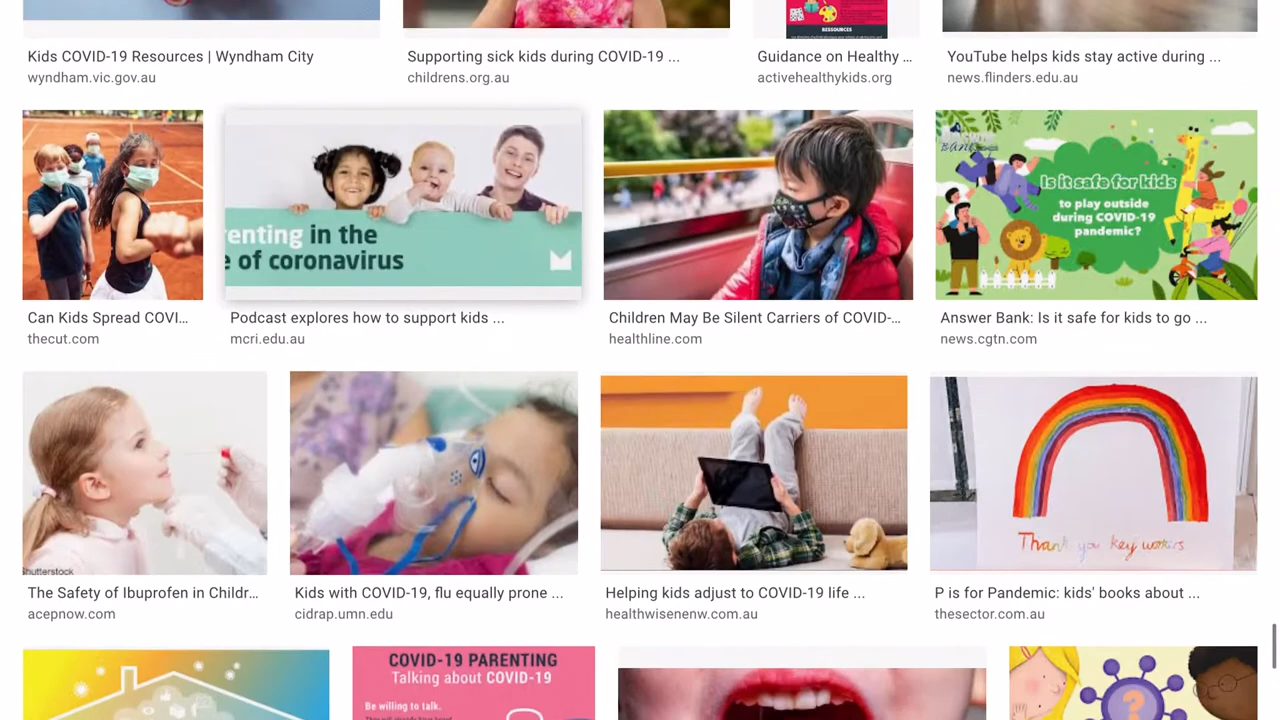 RESSOURCES
Kids COVID-19 Resources | Wyndham City
wyndham.vic.gov.au
Supporting sick kids during COVID-19 ...
childrens.org.au
Guidance on Healthy ...
activehealthykids.org
YouTube helps kids stay active during ...
news.flinders.edu.au
enting in the
e of coronavirus
Is it safe for kids
to play outside
during COVID-19
pandemic?
Can Kids Spread COVI...
thecut.com
Podcast explores how to support kids ...
mcri.edu.au
Children May Be Silent Carriers of COVID-...
healthline.com
Answer Bank: Is it safe for kids to go ...
news.cgtn.com
hutterstock
Thank you key workers
The Safety of Ibuprofen in Childr...
acepnow.com
Kids with COVID-19, flu equally prone ...
cidrap.umn.edu
Helping kids adjust to COVID-19 life ...
healthwisenenw.com.au
P is for Pandemic: kids' books about ...
thesector.com.au
COVID-19 PARENTING
Talking about COVID-19
Be willing to talk.
?